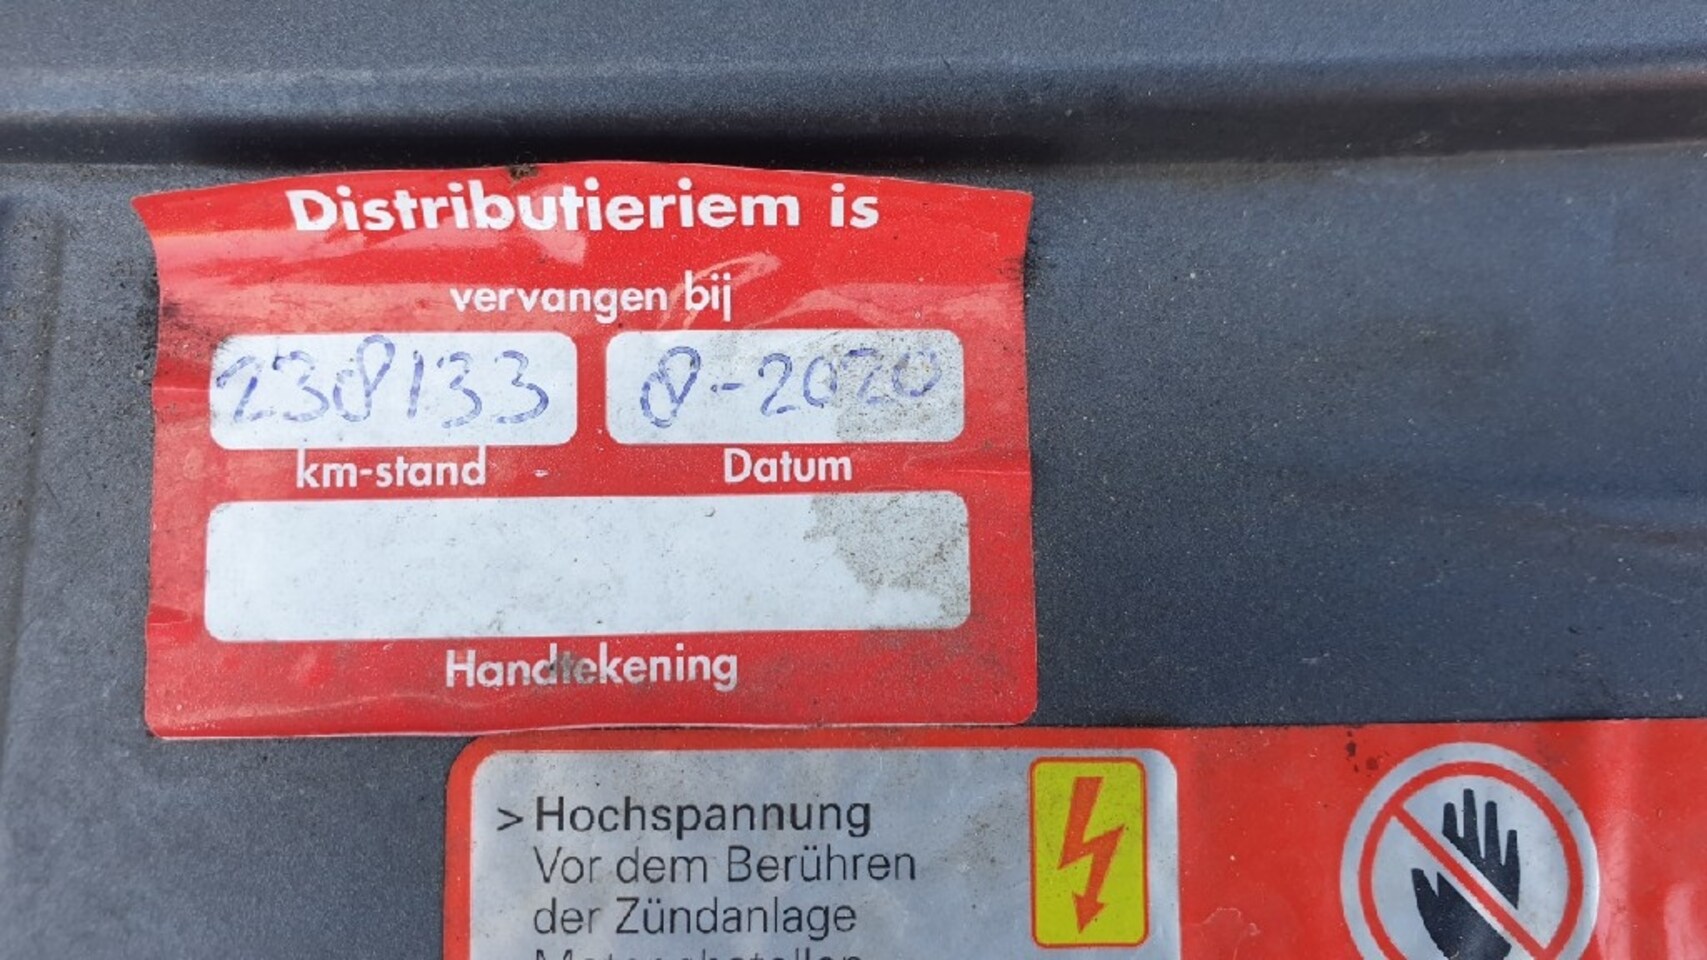 Distributieriem is
vervangen bij
238133 8-2020
km-stand Datum
Handtekening
> Hochspannung
Vor dem Berühren
der Zündanlage